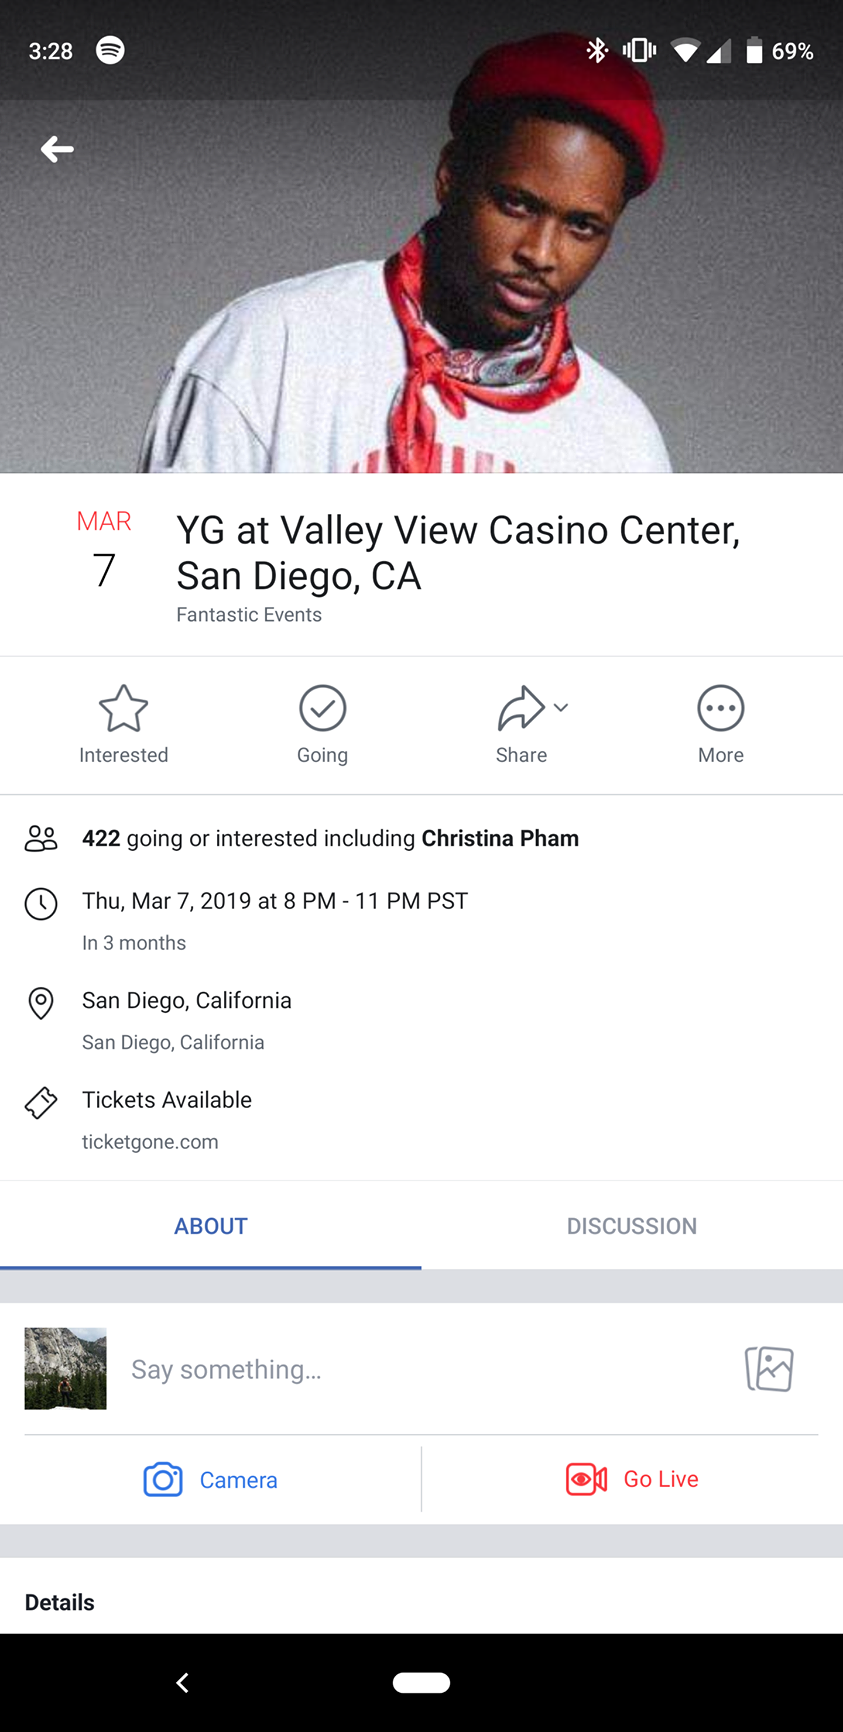 3:28
69%
MAR
7
YG at Valley View Casino Center,
San Diego, CA
Fantastic Events
Interested
Going
Share
More
422 going or interested including Christina Pham
Thu, Mar 7, 2019 at 8 PM - 11 PM PST
In 3 months
San Diego, California
San Diego, California
Tickets Available
ticketgone.com
ABOUT
DISCUSSION
Say something...
Camera
Go Live
Details